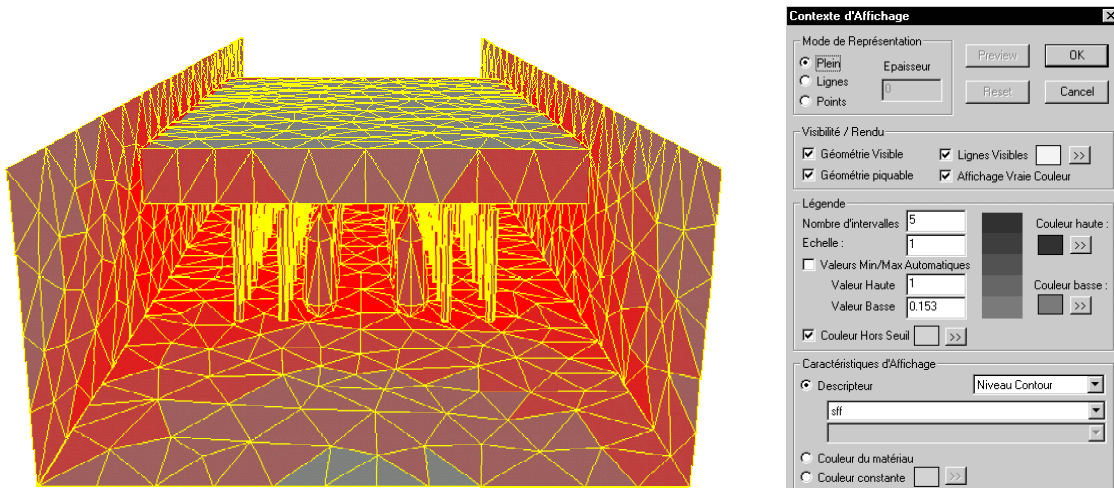 Contexte d'Affichage
Mode de Représentation
Plein
Epaisseur
Preview
OK
Lignes
0
Points
Reset
Cancel
Visibilité / Rendu
Géométrie Visible
Lignes Visibles
>>
Géométrie piquable
Affichage Vraie Couleur
Légende
Nombre d'intervalles
5
Couleur haute :
Echelle :
1
>>
Valeurs Min/Max Automatiques
Valeur Haute
1
Couleur basse :
Valeur Basse
0.153
>>
Couleur Hors Seuil
>>
Caractéristiques d'Affichage
Descripteur
Niveau Contour
sff
Couleur du matériau
Couleur constante
>>